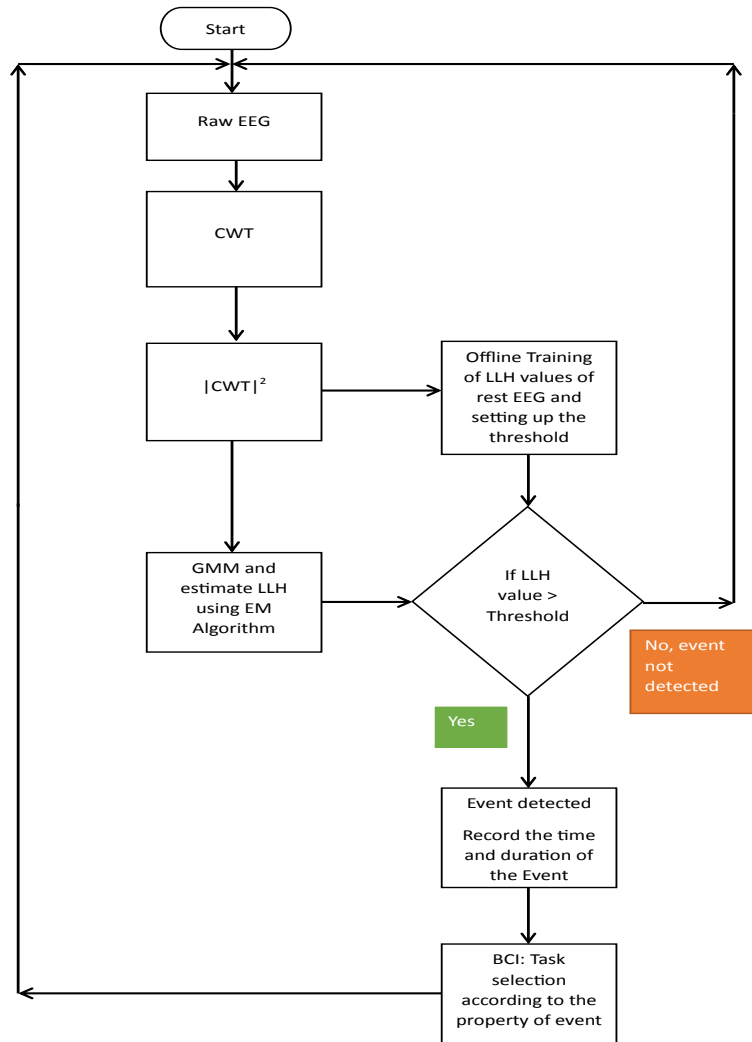 Start
Raw EEG
CWT
|CWT|²
Offline Training
of LLH values of
rest EEG and
setting up the
threshold
GMM and
estimate LLH
using EM
Algorithm
If LLH
value >
Threshold
No, event
not
detected
Yes
Event detected
Record the time
and duration of
the Event
BCI: Task
selection
according to the
property of event